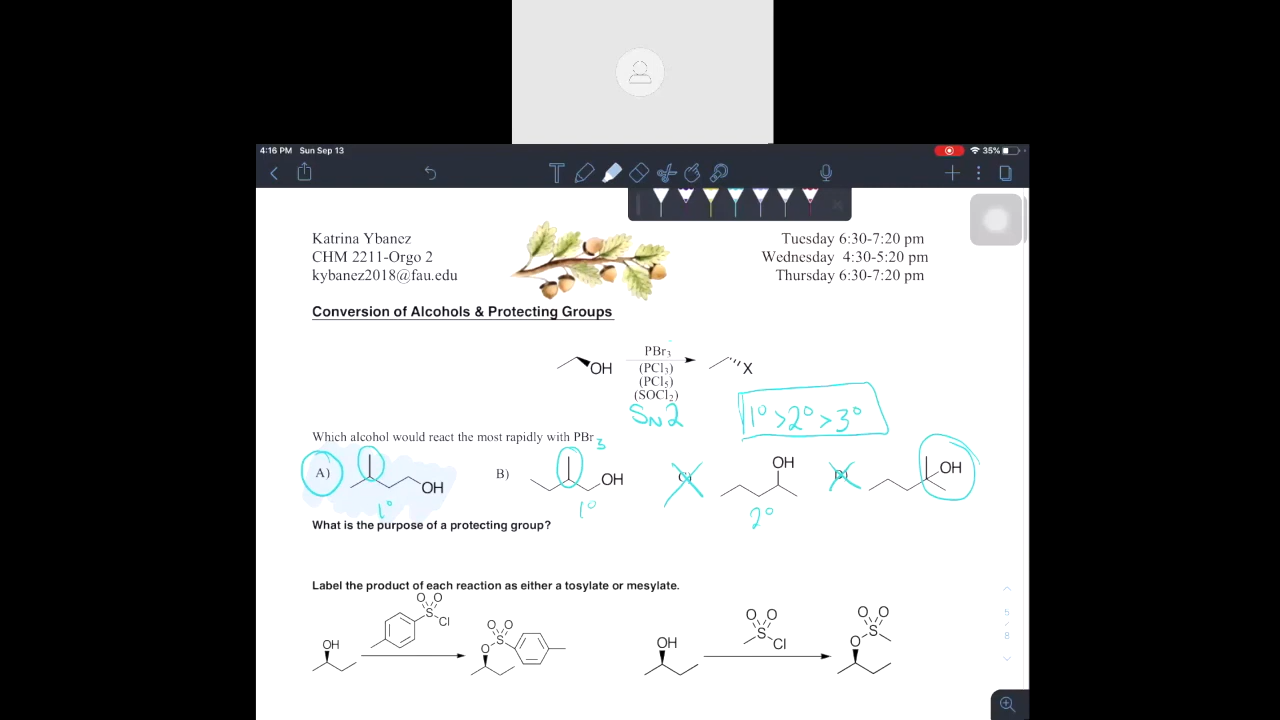 4:16 PM Sun Sep 13
35%
T
Katrina Ybanez
CHM 2211-Orgo 2
kybanez2018@fau.edu
Tuesday 6:30-7:20 pm
Wednesday 4:30-5:20 pm
Thursday 6:30-7:20 pm
Conversion of Alcohols & Protecting Groups
PBr3
OH
(PCl3)
(PCl5)
(SOCl2)
X
SN2
1° > 2° > 3°
Which alcohol would react the most rapidly with PBr3
A)
OH
1°
B)
OH
1°
C)
OH
2°
D)
OH
What is the purpose of a protecting group?
Label the product of each reaction as either a tosylate or mesylate.
OH
O O
S
Cl
O O
S
O
OH
O O
S
Cl
O O
S
O
5
/
8